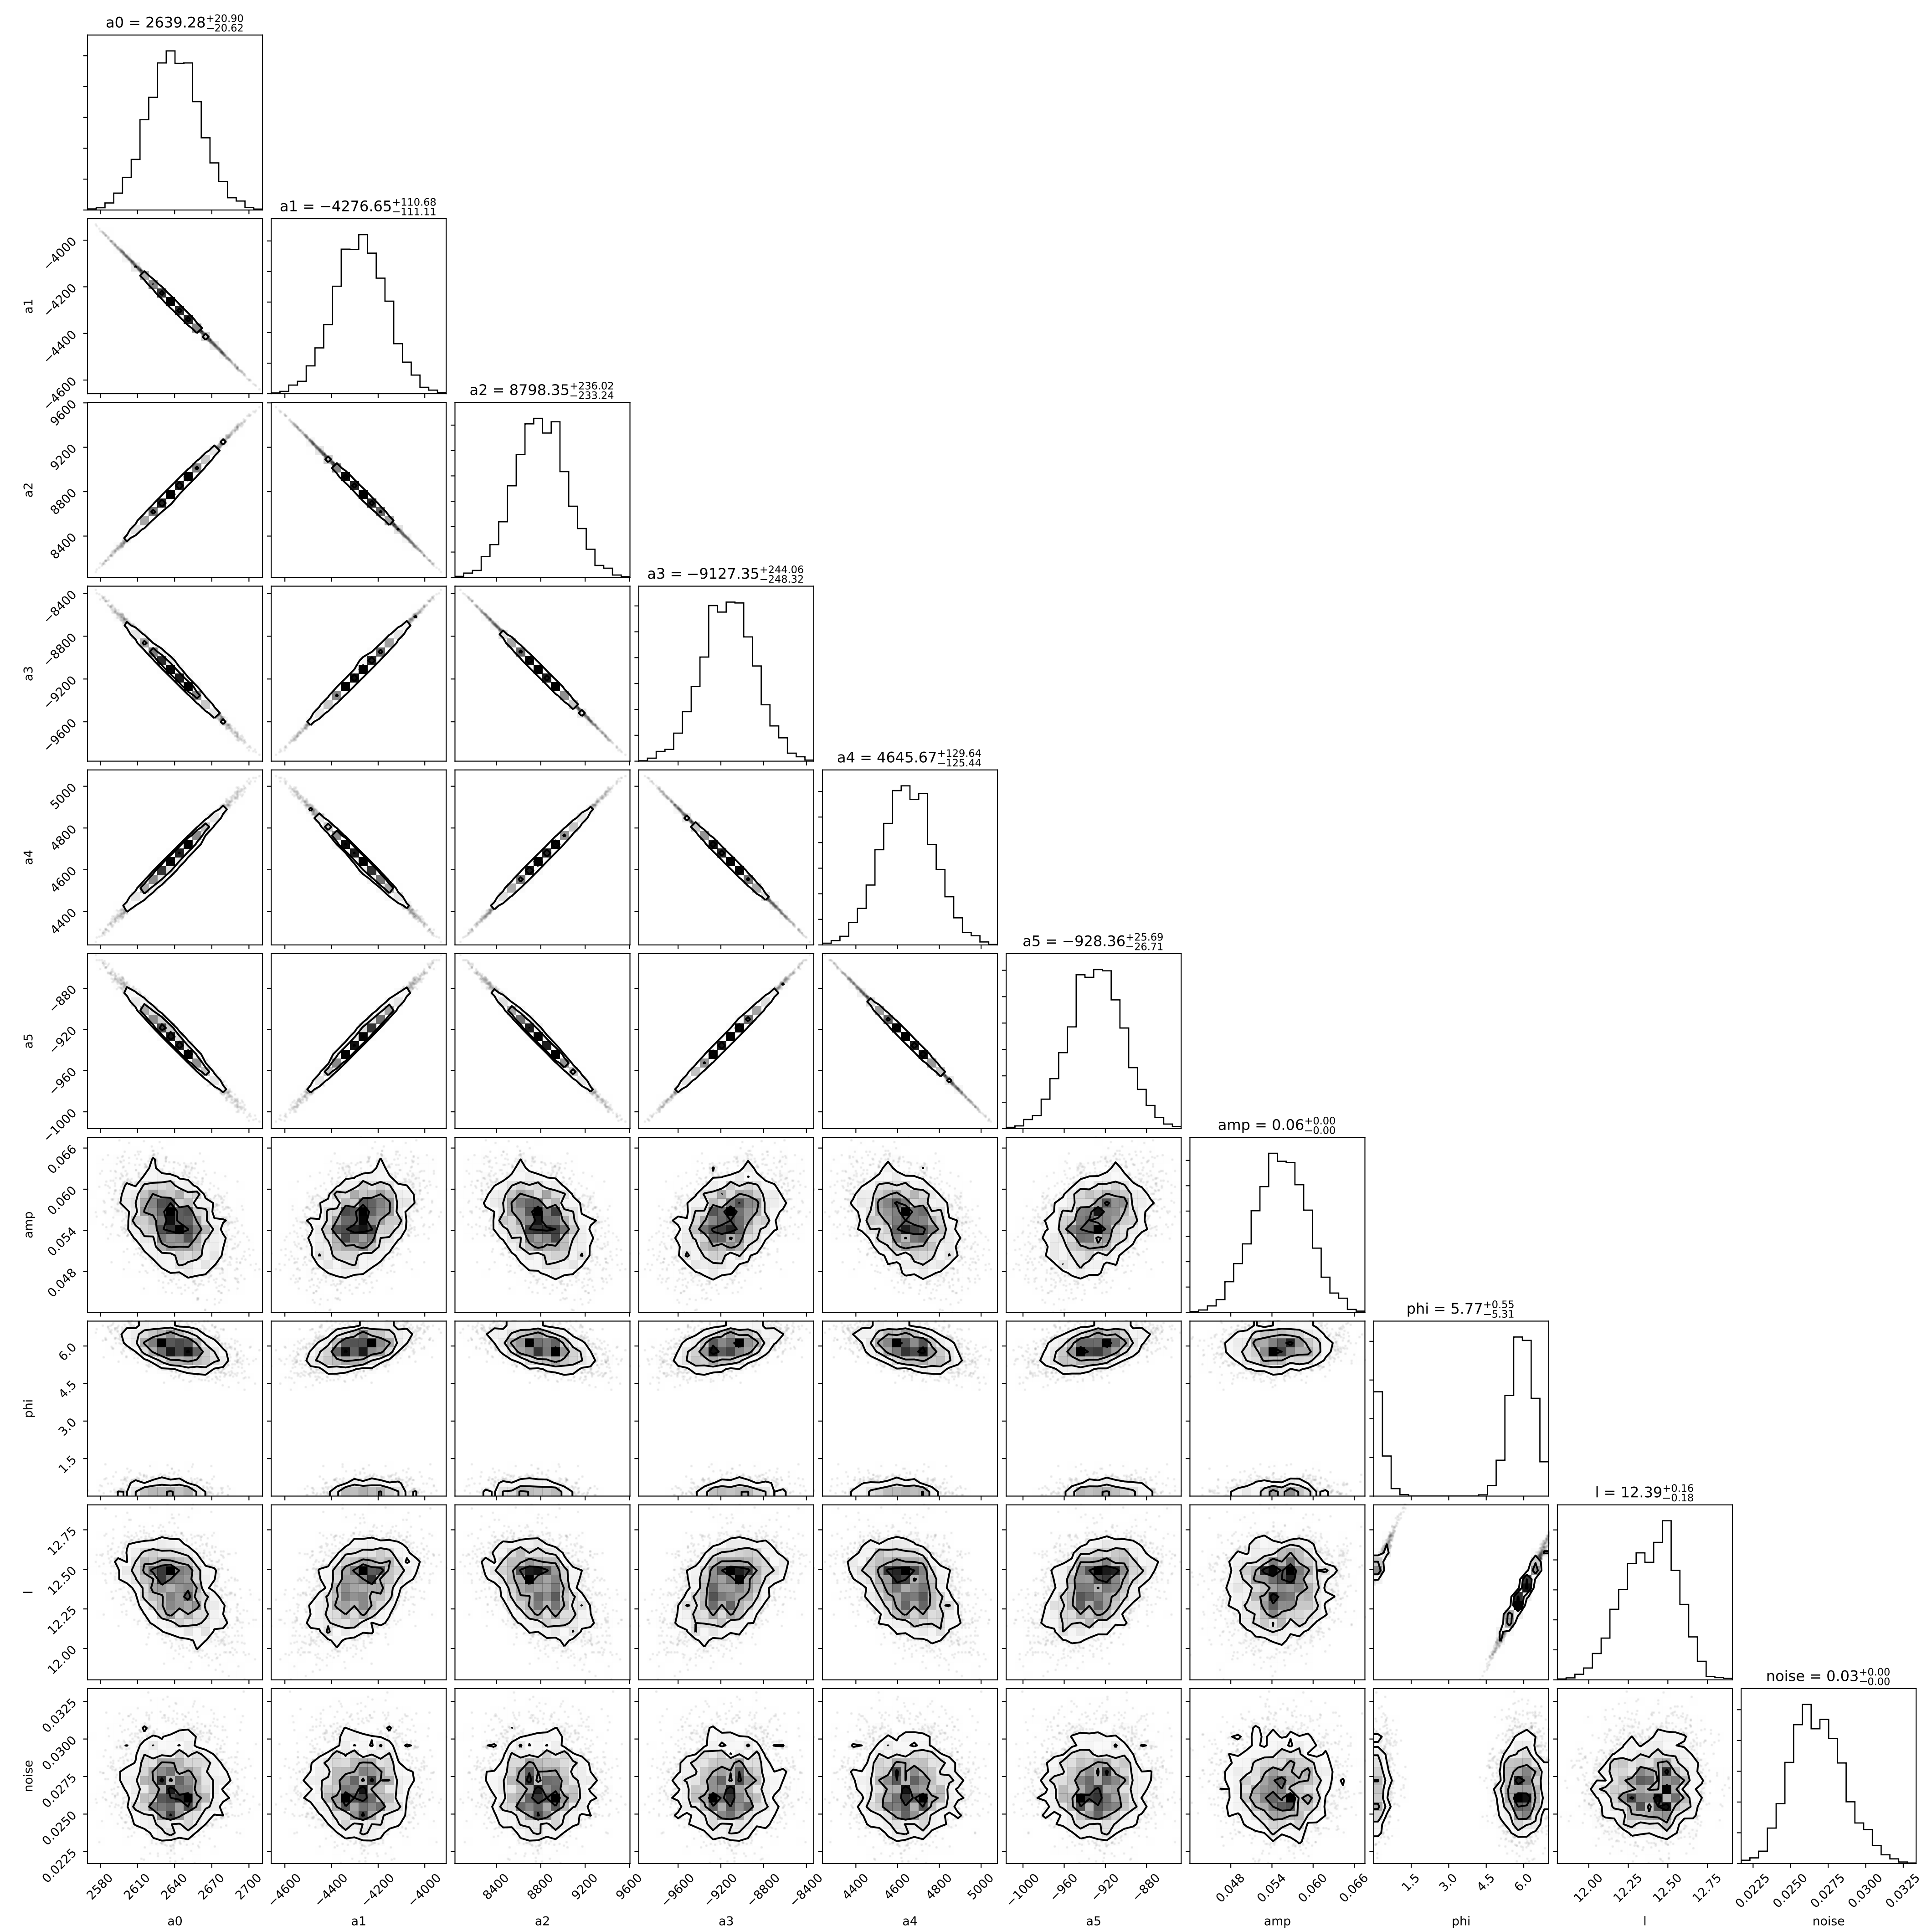 a0 = 2639.28+20.90−20.62
a1 = −4276.65+110.68−111.11
−4000
−4200
−4400
−4600
a1
a2 = 8798.35+236.02−233.24
9600
9200
8800
8400
a2
a3 = −9127.35+244.06−248.32
−8400
−8800
−9200
−9600
a3
a4 = 4645.67+129.64−125.44
5000
4800
4600
4400
a4
a5 = −928.36+25.69−26.71
−880
−920
−960
−1000
a5
amp = 0.06+0.00−0.00
0.066
0.060
0.054
0.048
amp
phi = 5.77+0.55−5.31
6.0
4.5
3.0
1.5
phi
l = 12.39+0.16−0.18
12.75
12.50
12.25
12.00
l
noise = 0.03+0.00−0.00
0.0325
0.0300
0.0275
0.0250
0.0225
noise
2580 2610 2640 2670 2700 −4600 −4400 −4200 −4000 8400 8800 9200 9600 −9600 −9200 −8800 −8400 4400 4600 4800 5000 −1000 −960 −920 −880 0.048 0.054 0.060 0.066 1.5 3.0 4.5 6.0 12.00 12.25 12.50 12.75 0.0225 0.0250 0.0275 0.0300 0.0325
a0 a1 a2 a3 a4 a5 amp phi l noise